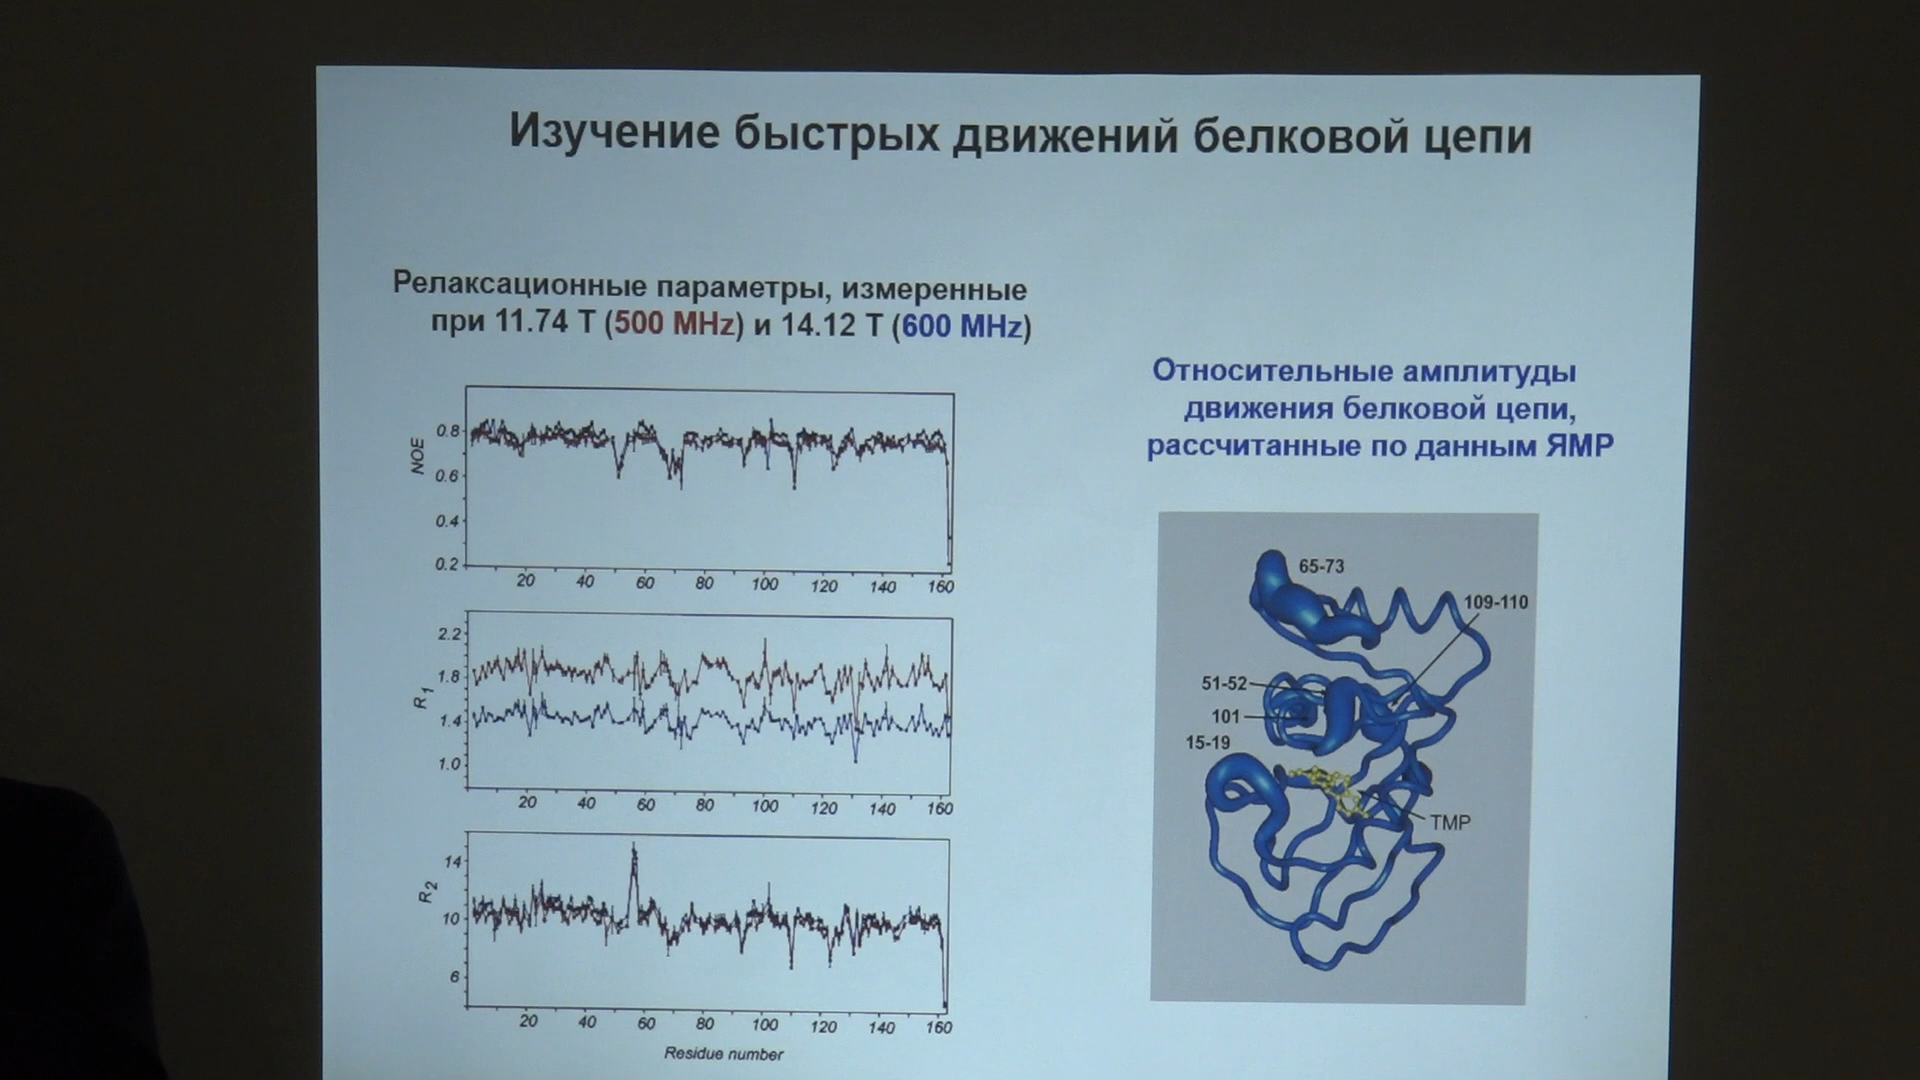 Изучение быстрых движений белковой цепи
Релаксационные параметры, измеренные
при 11.74 T (500 MHz) и 14.12 T (600 MHz)
Относительные амплитуды
движения белковой цепи,
рассчитанные по данным ЯМР
NOE
0.8
0.6
0.4
0.2
20 40 60 80 100 120 140 160
R1
2.2
1.8
1.4
1.0
20 40 60 80 100 120 140 160
R2
14
10
6
20 40 60 80 100 120 140 160
Residue number
65-73
109-110
51-52
101
15-19
TMP